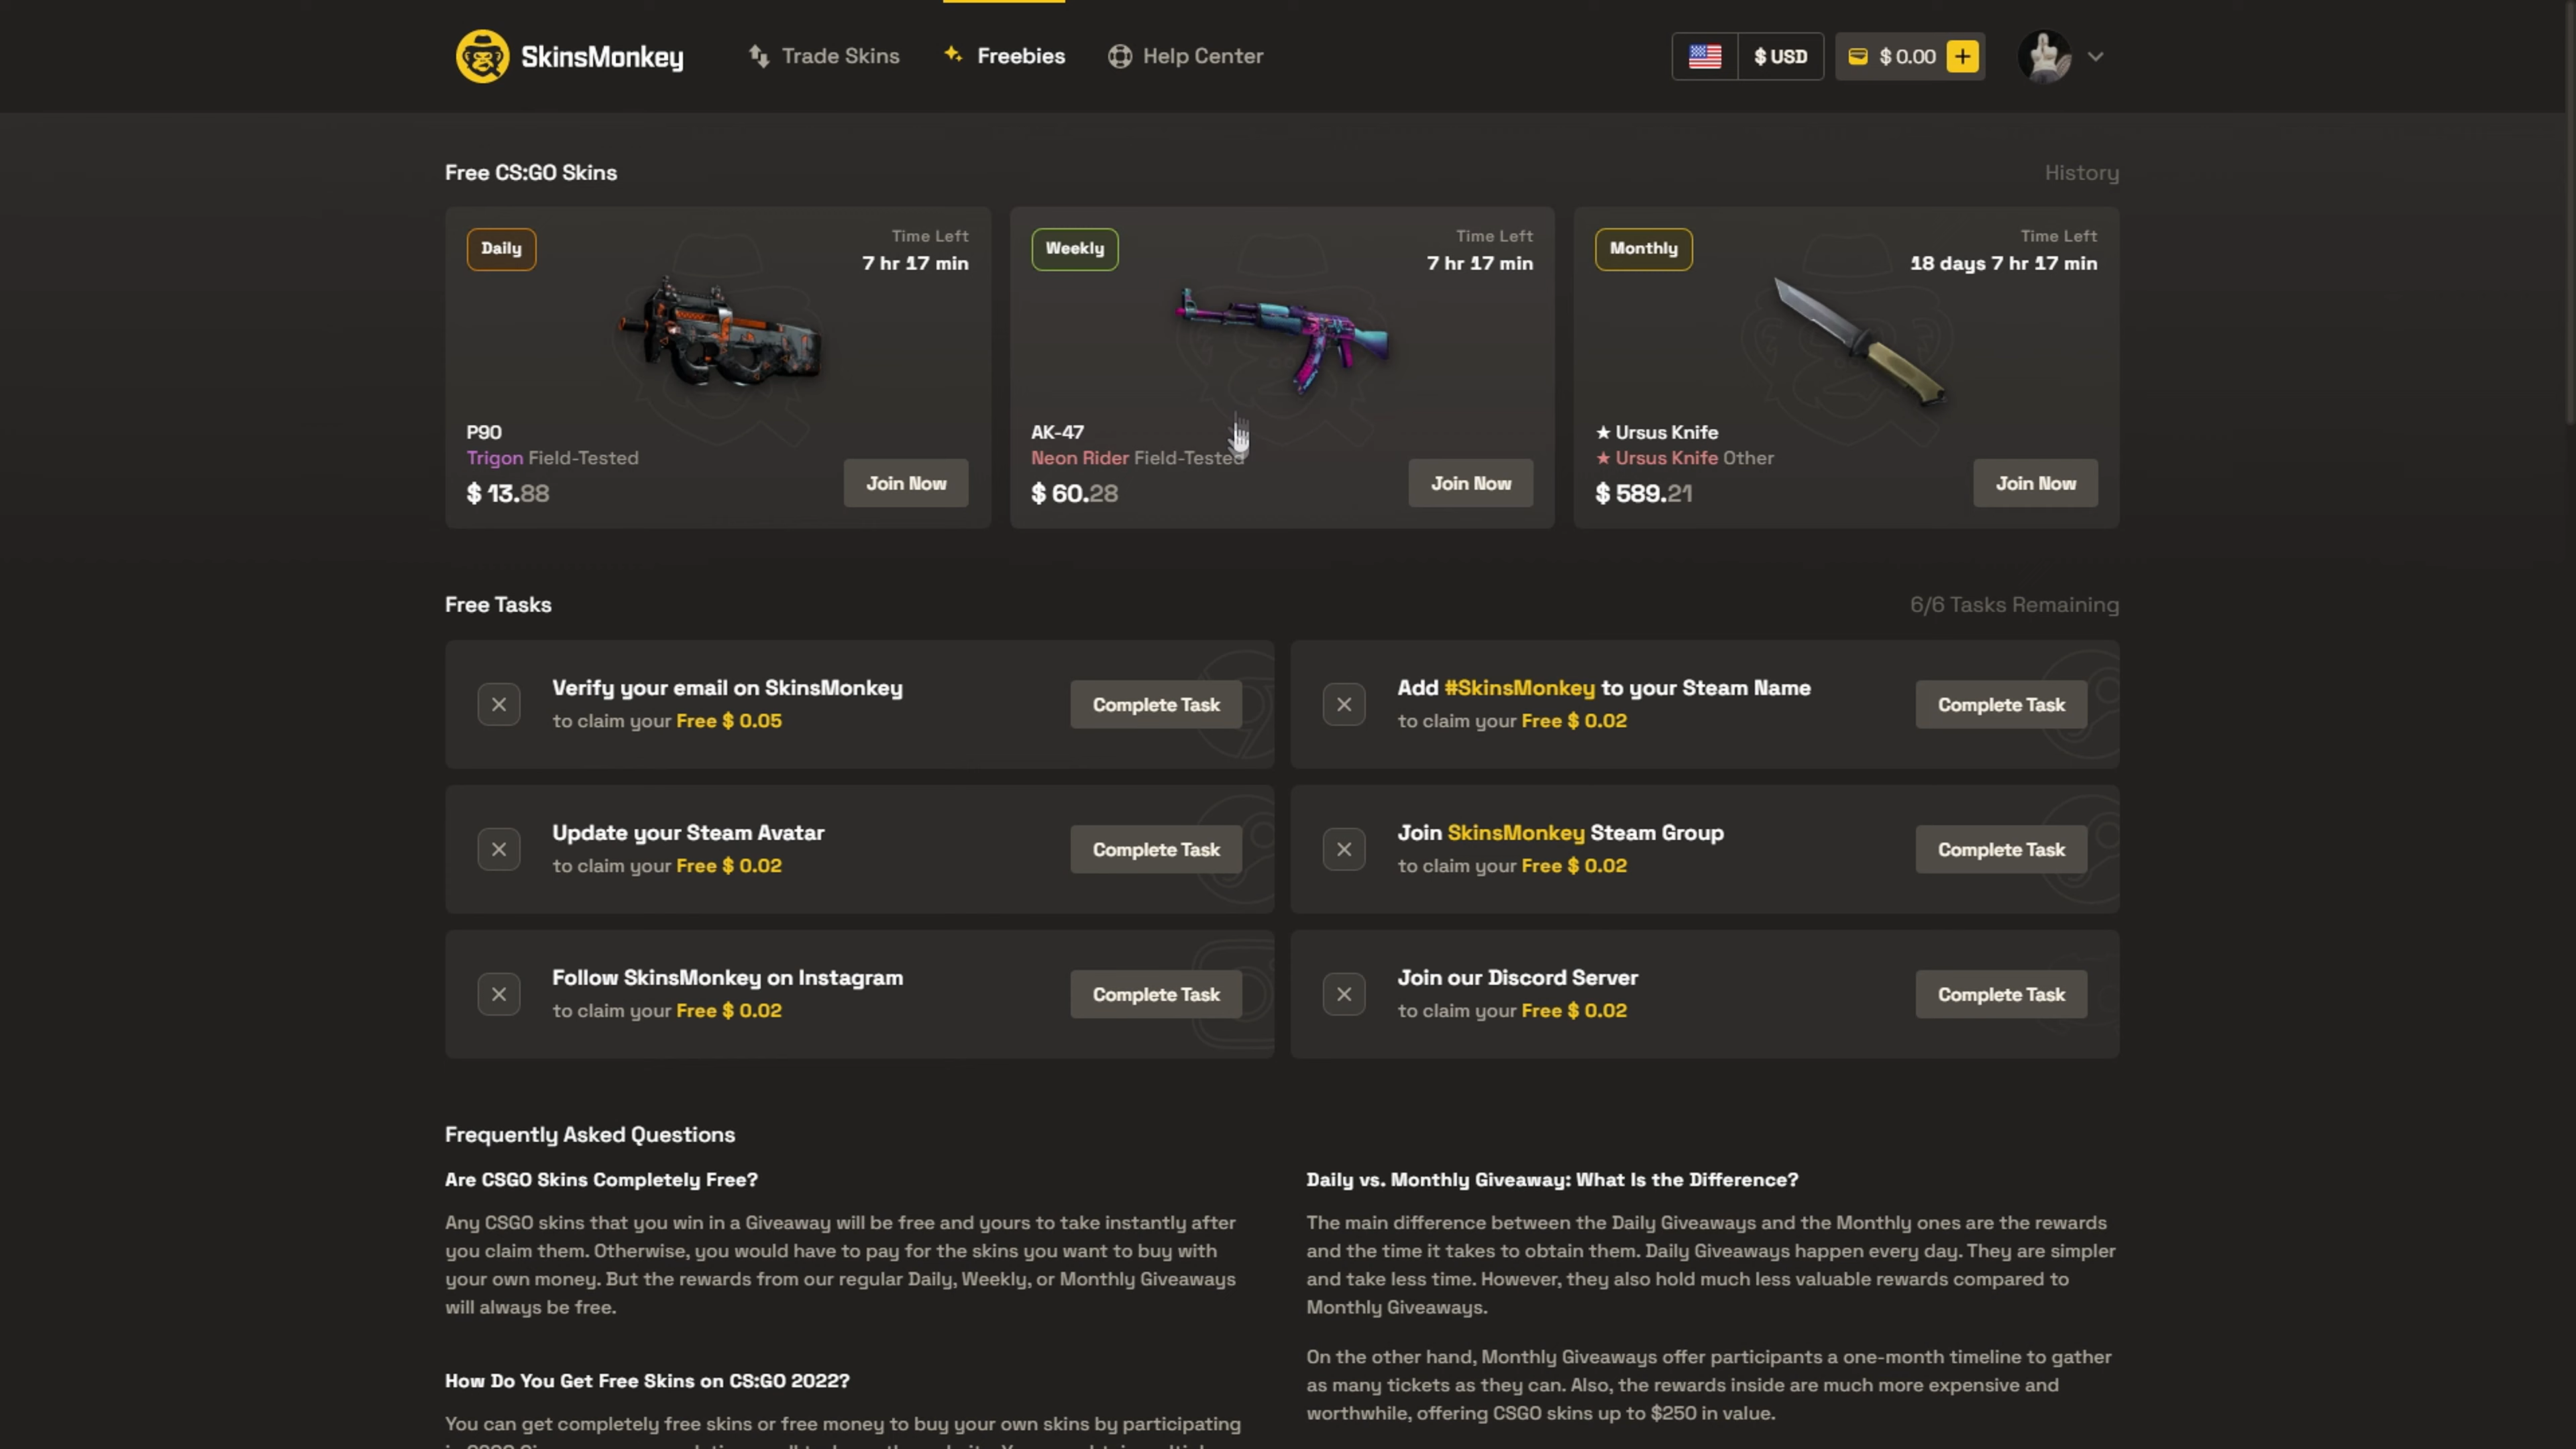 SkinsMonkey
Trade Skins
Freebies
Help Center
$ USD
$ 0.00
Free CS:GO Skins
History
Daily
Time Left
7 hr 17 min
P90
Trigon Field-Tested
$ 13.88
Join Now
Weekly
Time Left
7 hr 17 min
AK-47
Neon Rider Field-Tested
$ 60.28
Join Now
Monthly
Time Left
18 days 7 hr 17 min
★ Ursus Knife
★ Ursus Knife Other
$ 589.21
Join Now
Free Tasks
6/6 Tasks Remaining
Verify your email on SkinsMonkey
to claim your Free $ 0.05
Complete Task
Add #SkinsMonkey to your Steam Name
to claim your Free $ 0.02
Complete Task
Update your Steam Avatar
to claim your Free $ 0.02
Complete Task
Join SkinsMonkey Steam Group
to claim your Free $ 0.02
Complete Task
Follow SkinsMonkey on Instagram
to claim your Free $ 0.02
Complete Task
Join our Discord Server
to claim your Free $ 0.02
Complete Task
Frequently Asked Questions
Are CSGO Skins Completely Free?
Any CSGO skins that you win in a Giveaway will be free and yours to take instantly after
you claim them. Otherwise, you would have to pay for the skins you want to buy with
your own money. But the rewards from our regular Daily, Weekly, or Monthly Giveaways
will always be free.
How Do You Get Free Skins on CS:GO 2022?
You can get completely free skins or free money to buy your own skins by participating
Daily vs. Monthly Giveaway: What Is the Difference?
The main difference between the Daily Giveaways and the Monthly ones are the rewards
and the time it takes to obtain them. Daily Giveaways happen every day. They are simpler
and take less time. However, they also hold much less valuable rewards compared to
Monthly Giveaways.
On the other hand, Monthly Giveaways offer participants a one-month timeline to gather
as many tickets as they can. Also, the rewards inside are much more expensive and
worthwhile, offering CSGO skins up to $250 in value.